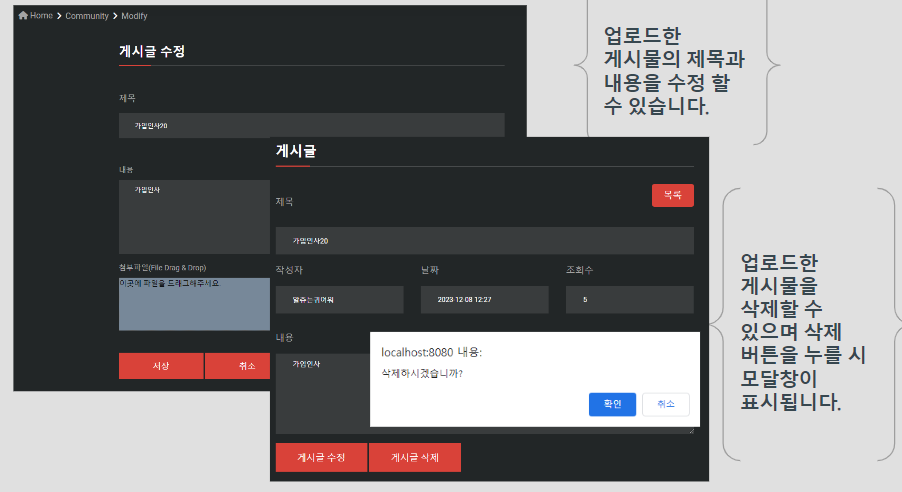 Home > Community > Modify
게시글 수정
제목
가입인사20
내용
가입인사
첨부파일(File Drag & Drop)
이곳에 파일을 드래그해주세요.
저장
취소
게시글
목록
제목
가입인사20
작성자
날짜
조회수
알쥬는귀여워
2023-12-08 12:27
5
내용
가입인사
localhost:8080 내용:
삭제하시겠습니까?
확인
취소
게시글 수정
게시글 삭제
업로드한
게시물의 제목과
내용을 수정 할
수 있습니다.
업로드한
게시물을
삭제할 수
있으며 삭제
버튼을 누를 시
모달창이
표시됩니다.